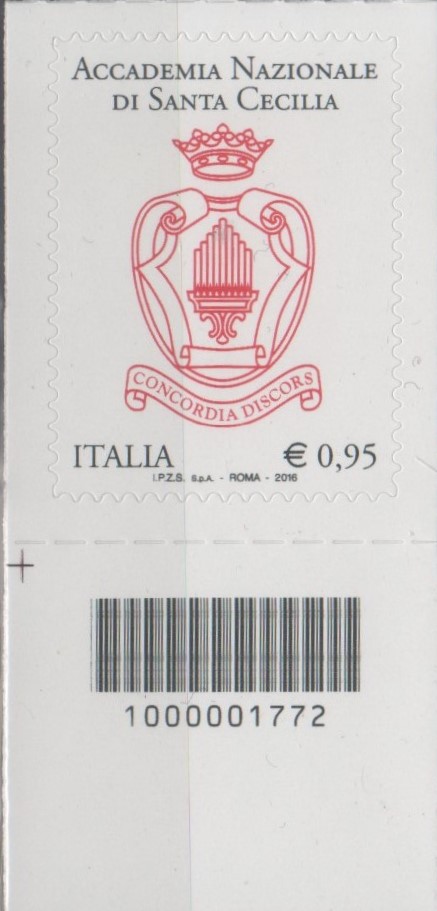 ACCADEMIA NAZIONALE
DI SANTA CECILIA
CONCORDIA DISCORS
ITALIA € 0,95
I.P.Z.S. S.p.A. - ROMA - 2016
1000001772